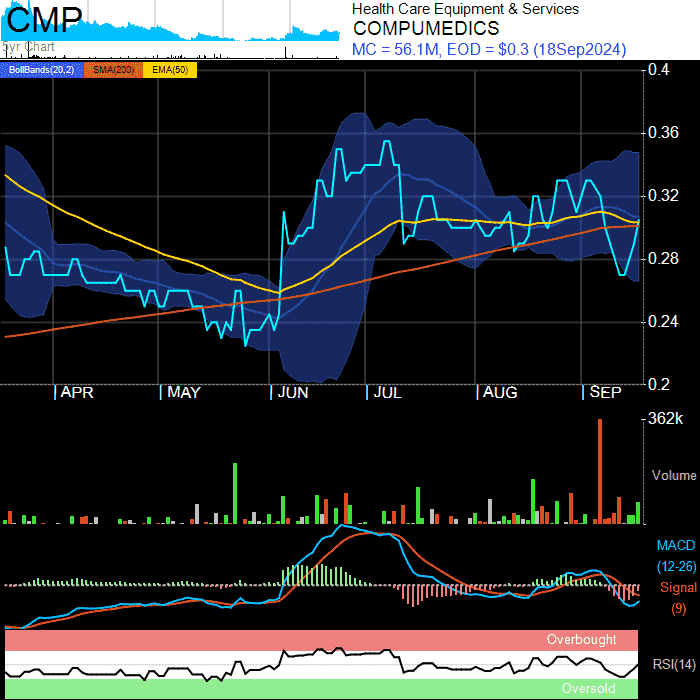 CMP
5yr Chart
Health Care Equipment & Services
COMPUMEDICS
MC = 56.1M, EOD = $0.3 (18Sep2024)
BollBands(20,2) SMA(200) EMA(50)
0.4
0.36
0.32
0.28
0.24
0.2
APR MAY JUN JUL AUG SEP
362k
Volume
MACD
(12-26)
Signal
(9)
Overbought
RSI(14)
Oversold